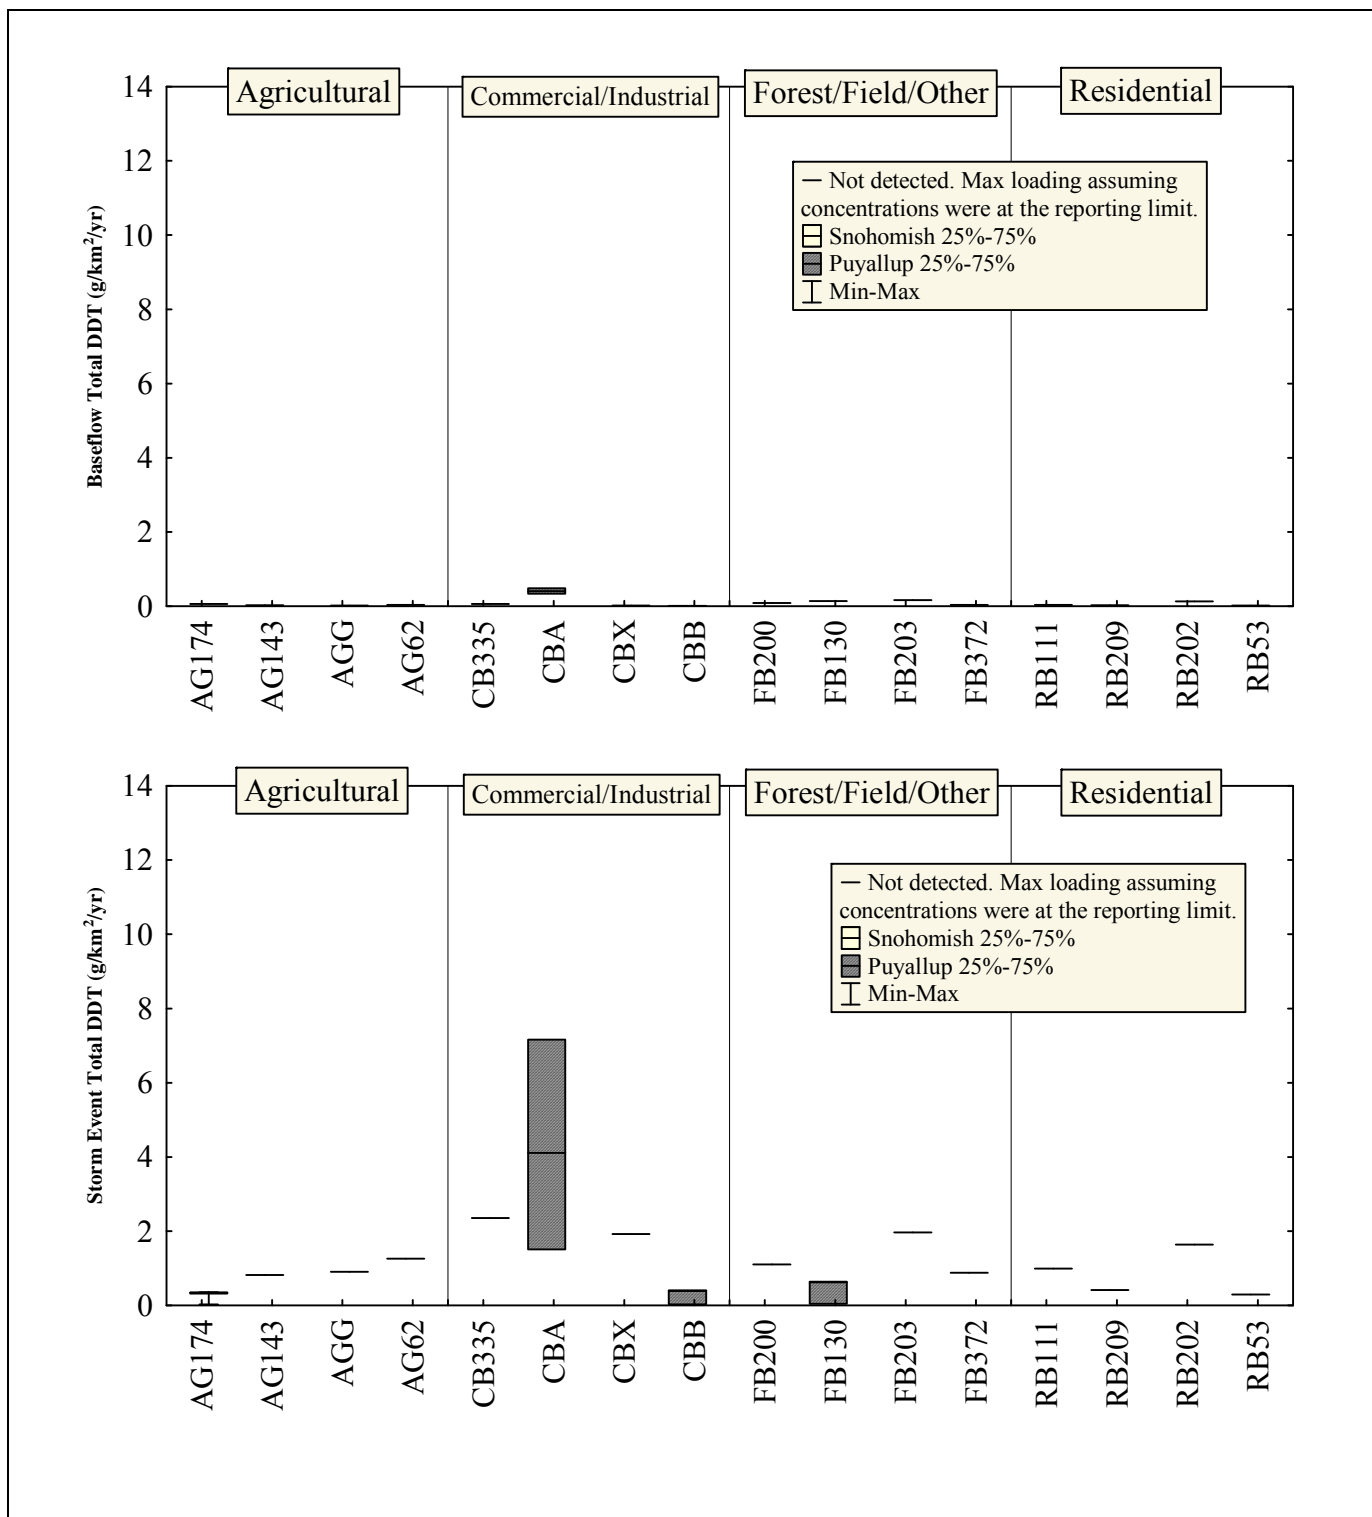 Agricultural
Commercial/Industrial
Forest/Field/Other
Residential
14
12
10
8
6
4
2
0
Baseflow Total DDT (g/km²/yr)
— Not detected. Max loading assuming
concentrations were at the reporting limit.
Snohomish 25%-75%
Puyallup 25%-75%
Min-Max
AG174
AG143
AGG
AG62
CB335
CBA
CBX
CBB
FB200
FB130
FB203
FB372
RB111
RB209
RB202
RB53
Agricultural
Commercial/Industrial
Forest/Field/Other
Residential
14
12
10
8
6
4
2
0
Storm Event Total DDT (g/km²/yr)
— Not detected. Max loading assuming
concentrations were at the reporting limit.
Snohomish 25%-75%
Puyallup 25%-75%
Min-Max
AG174
AG143
AGG
AG62
CB335
CBA
CBX
CBB
FB200
FB130
FB203
FB372
RB111
RB209
RB202
RB53